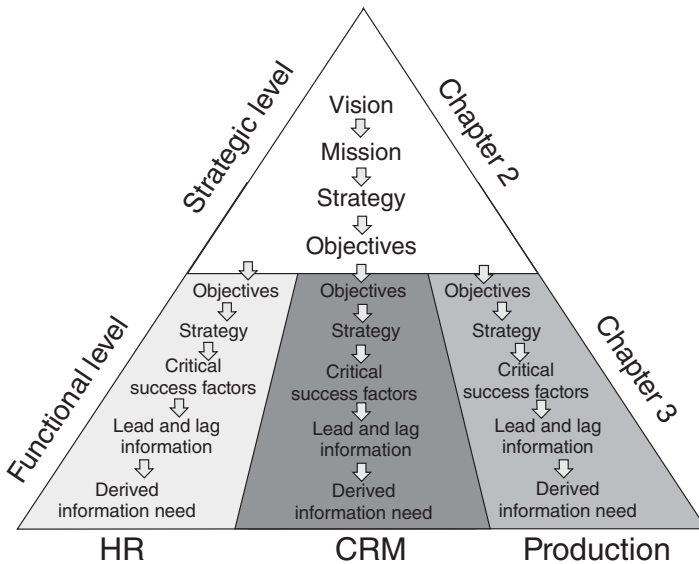 Strategic level
Chapter 2
Vision
Mission
Strategy
Objectives
Functional level
Chapter 3
Objectives
Strategy
Critical
success factors
Lead and lag
information
Derived
information need
Objectives
Strategy
Critical
success factors
Lead and lag
information
Derived
information need
Objectives
Strategy
Critical
success factors
Lead and lag
information
Derived
information need
HR
CRM
Production